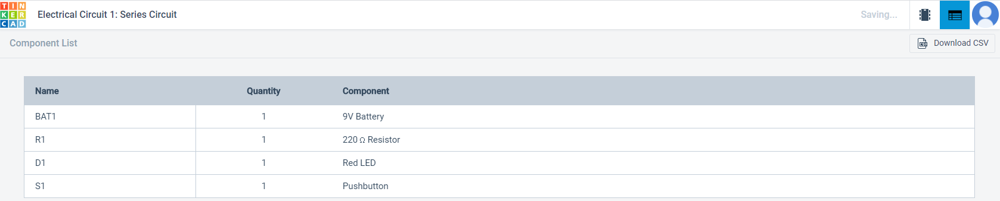 TIN
KER
CAD
Electrical Circuit 1: Series Circuit
Saving...
Component List
CSV
Download CSV
Name Quantity Component
BAT1 1 9V Battery
R1 1 220 Ω Resistor
D1 1 Red LED
S1 1 Pushbutton